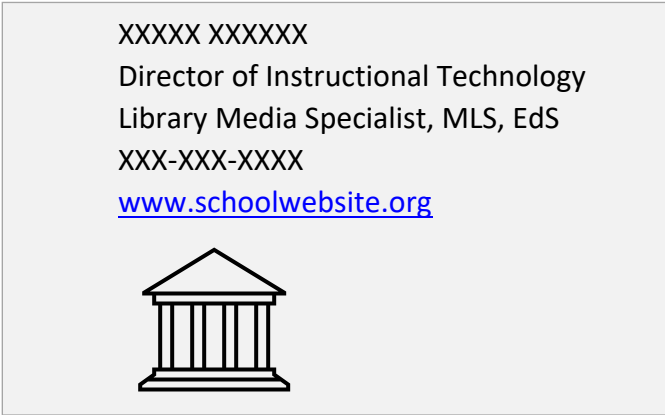 XXXXX XXXXXX
Director of Instructional Technology
Library Media Specialist, MLS, EdS
XXX-XXX-XXXX
www.schoolwebsite.org